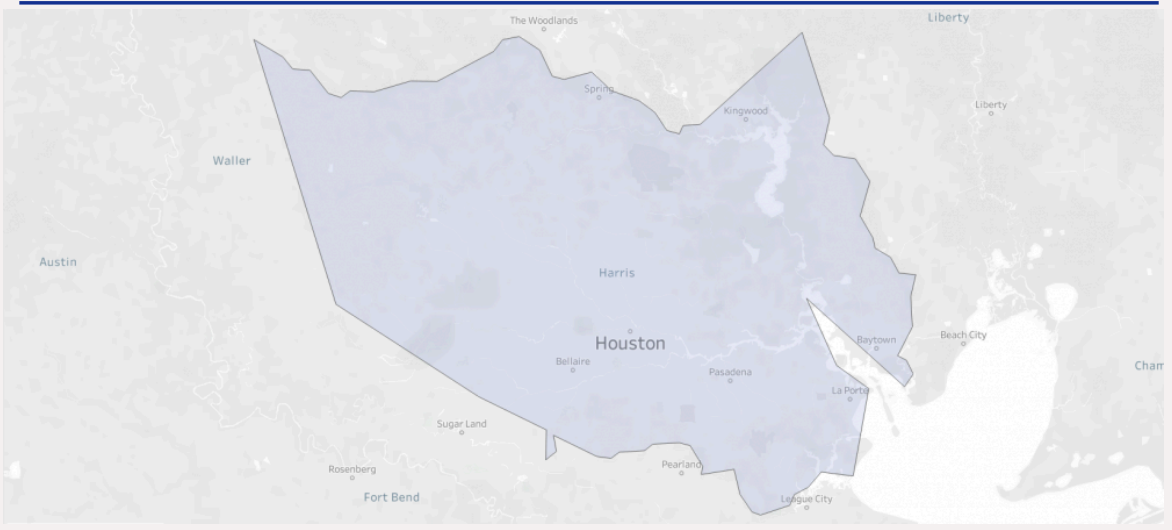 The Woodlands
Liberty
Spring
Kingwood
Liberty
Waller
Austin
Harris
Houston
Beach City
Baytown
Bellaire
Cham
Pasadena
La Porte
Sugar Land
Pearland
Rosenberg
Fort Bend
League City